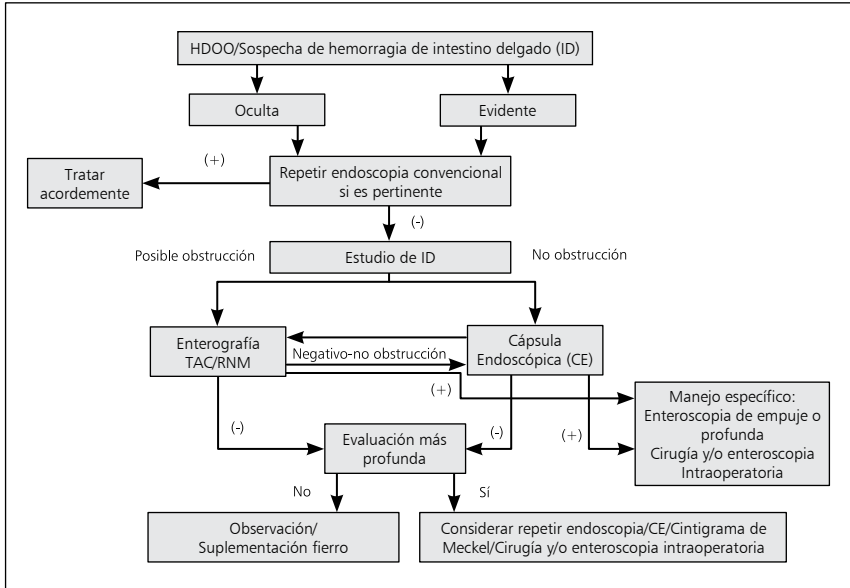 HDOO/Sospecha de hemorragia de intestino delgado (ID)
Oculta
Evidente
(+)
Tratar
acordemente
Repetir endoscopia convencional
si es pertinente
(-)
Posible obstrucción
Estudio de ID
No obstrucción
Enterografía
TAC/RNM
Negativo-no obstrucción
Cápsula
Endoscópica (CE)
(+)
Manejo específico:
Enteroscopia de empuje o
profunda
Cirugía y/o enteroscopia
Intraoperatoria
(-)
Evaluación más
profunda
(-)
(+)
No
Sí
Observación/
Suplementación fierro
Considerar repetir endoscopia/CE/Cintigrama de
Meckel/Cirugía y/o enteroscopia intraoperatoria